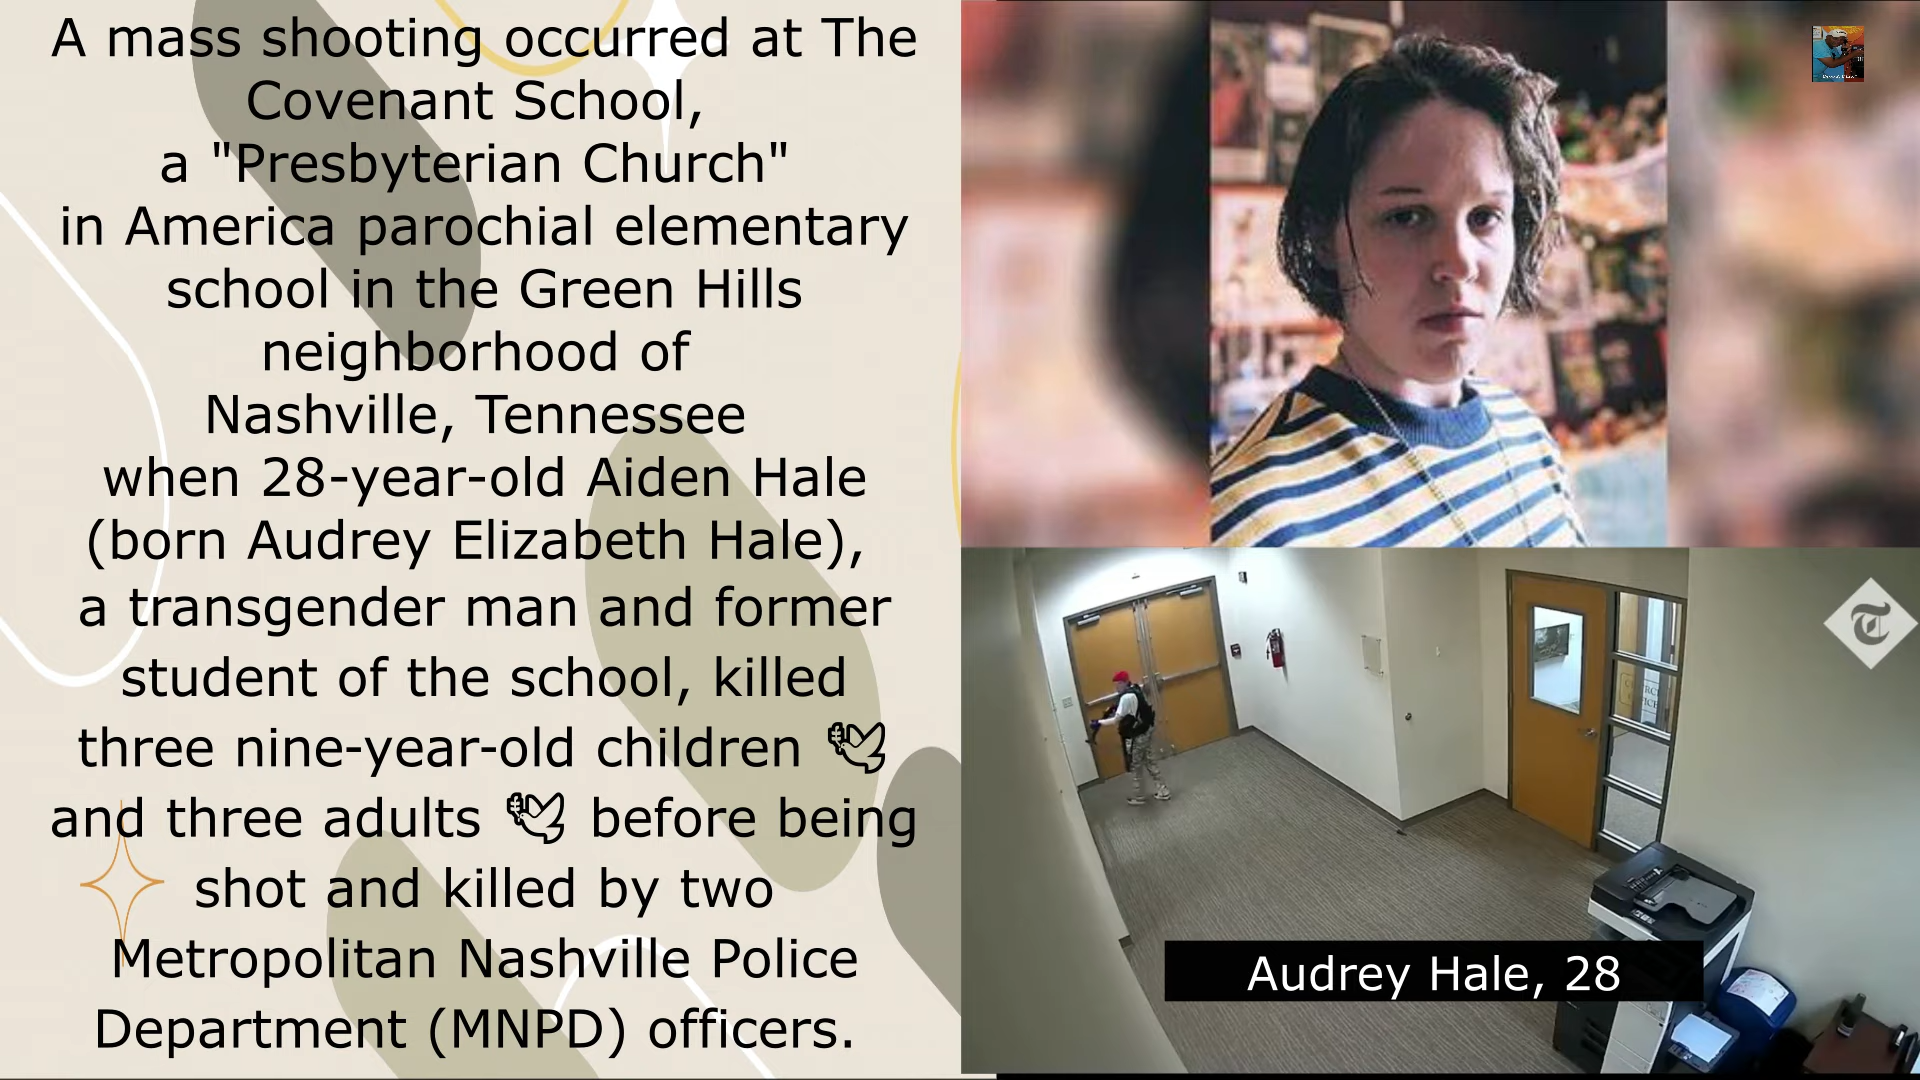 A mass shooting occurred at The
Covenant School,
a "Presbyterian Church"
in America parochial elementary
school in the Green Hills
neighborhood of
Nashville, Tennessee
when 28-year-old Aiden Hale
(born Audrey Elizabeth Hale),
a transgender man and former
student of the school, killed
three nine-year-old children 🕊
and three adults 🕊 before being
shot and killed by two
Metropolitan Nashville Police
Department (MNPD) officers.
T
Audrey Hale, 28